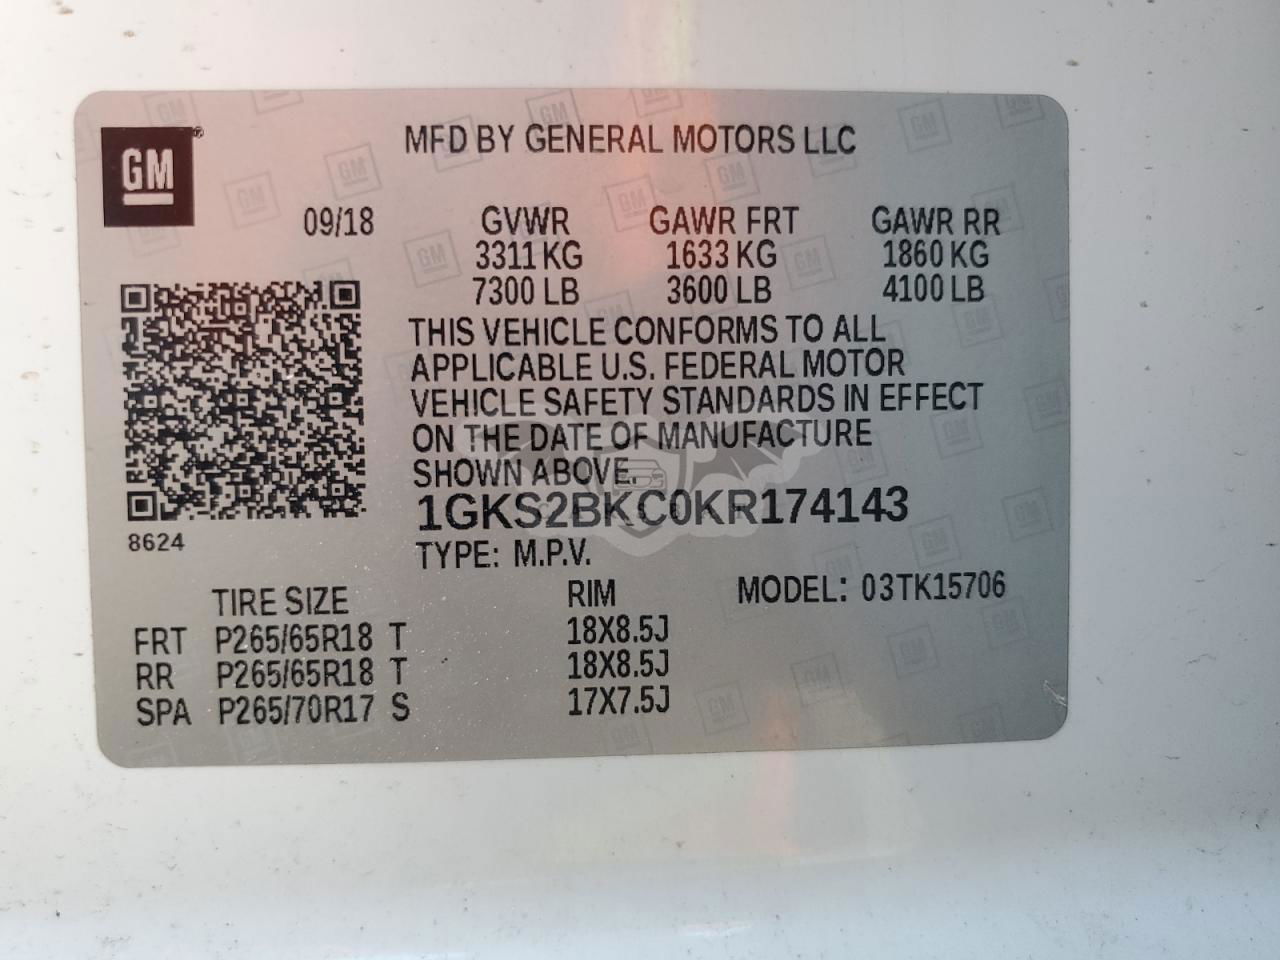 GM
MFD BY GENERAL MOTORS LLC
09/18 GVWR GAWR FRT GAWR RR
3311 KG 1633 KG 1860 KG
7300 LB 3600 LB 4100 LB
THIS VEHICLE CONFORMS TO ALL
APPLICABLE U.S. FEDERAL MOTOR
VEHICLE SAFETY STANDARDS IN EFFECT
ON THE DATE OF MANUFACTURE
SHOWN ABOVE.
1GKS2BKC0KR174143
8624
TYPE: M.P.V.
TIRE SIZE RIM MODEL: 03TK15706
FRT P265/65R18 T 18X8.5J
RR P265/65R18 T 18X8.5J
SPA P265/70R17 S 17X7.5J